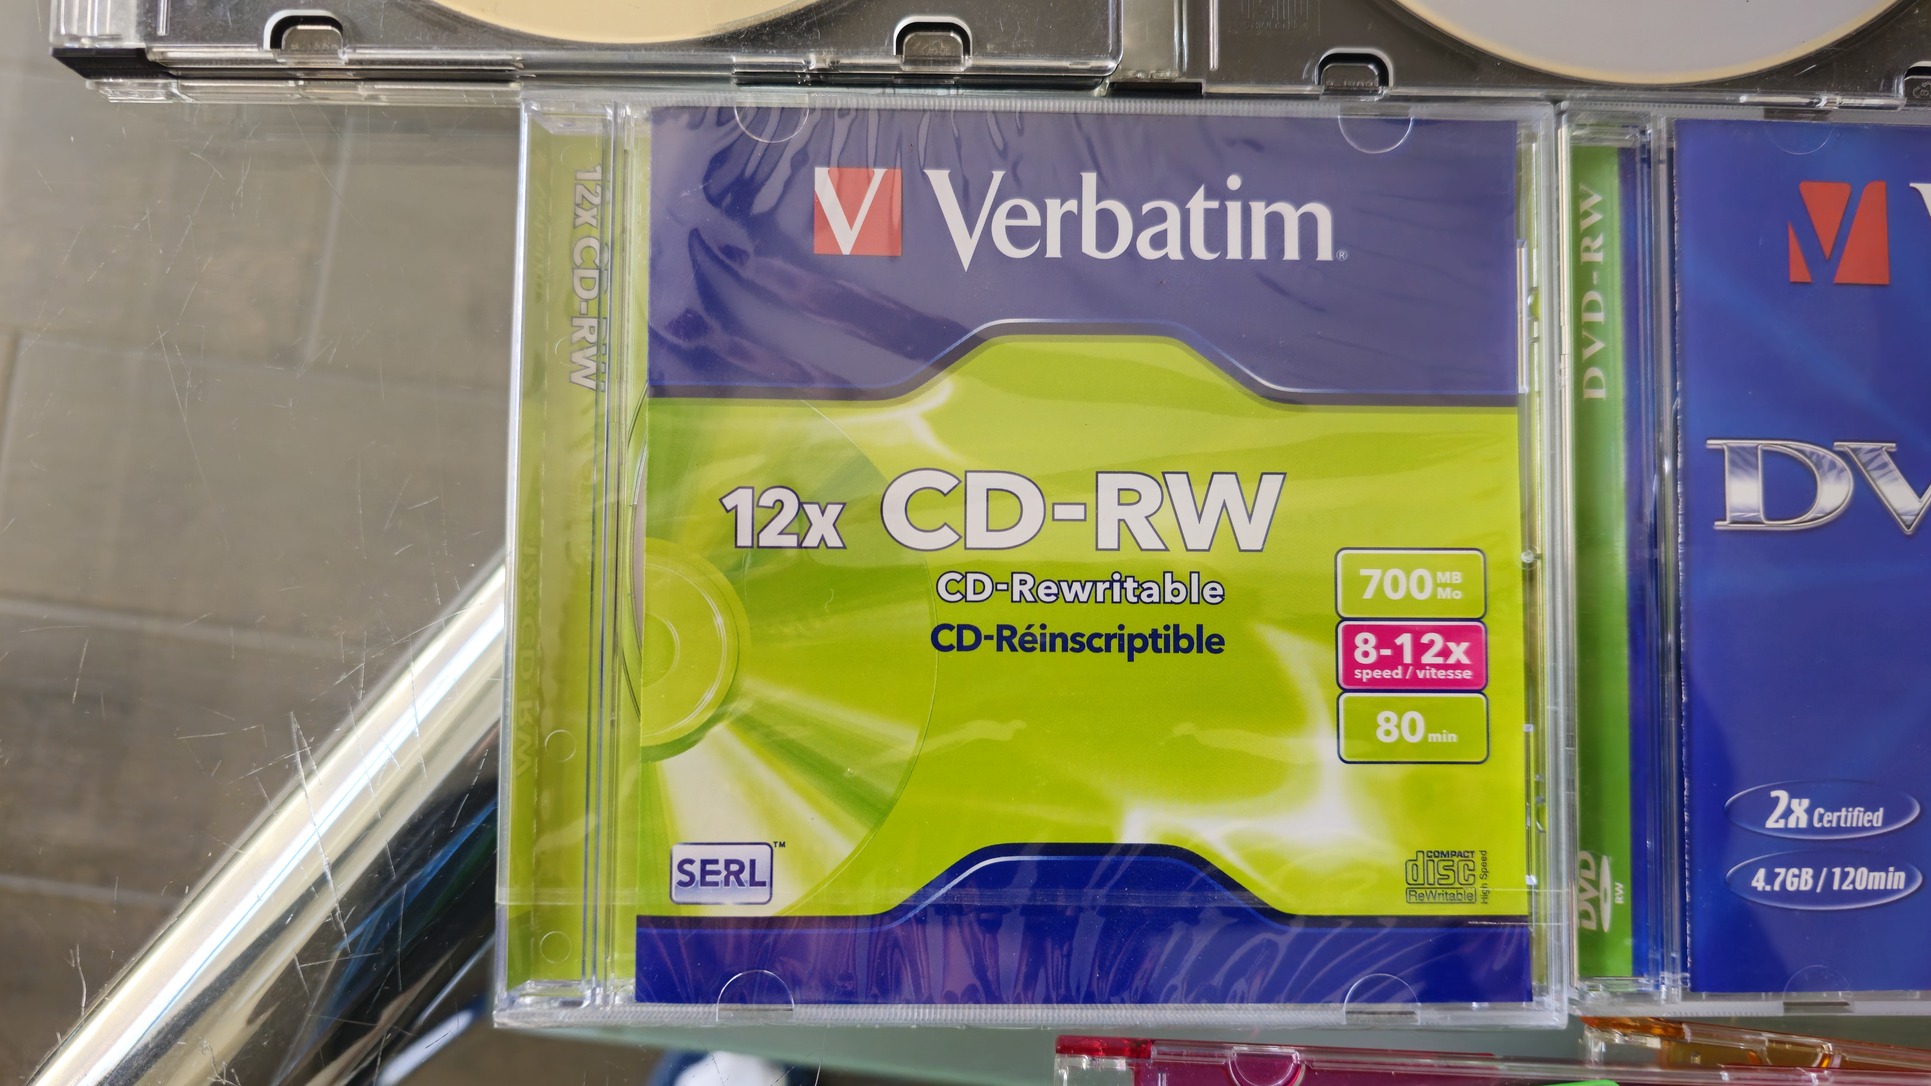 V Verbatim®
12x CD-RW
12x CD-RW
CD-Rewritable
CD-Réinscriptible
700 MB Mo
8-12x
speed / vitesse
80 min
SERL™
COMPACT
disc
ReWritable
High Speed
DVD-RW
V
DV
2x Certified
4.7GB / 120min
DVD
RW